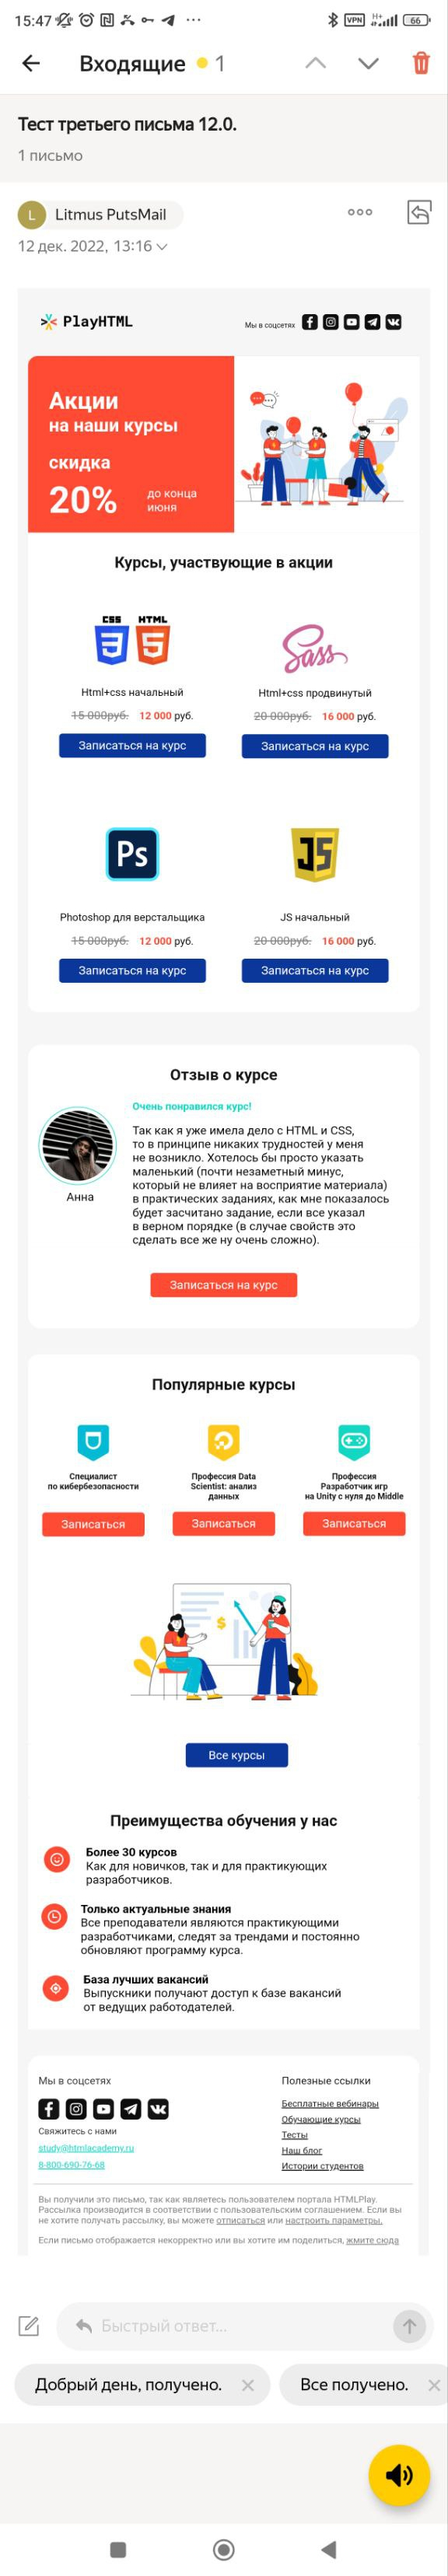 15:47
VPN
H+
66
Входящие 1
Тест третьего письма 12.0.
1 письмо
L Litmus PutsMail
12 дек. 2022, 13:16
PlayHTML
Мы в соцсетях
Акции
на наши курсы
скидка
20%
до конца
июня
Курсы, участвующие в акции
CSS HTML
3 5
Sass
Html+css начальный
Html+css продвинутый
15 000руб. 12 000 руб.
20 000руб. 16 000 руб.
Записаться на курс
Записаться на курс
Ps
JS
Photoshop для верстальщика
JS начальный
15 000руб. 12 000 руб.
20 000руб. 16 000 руб.
Записаться на курс
Записаться на курс
Отзыв о курсе
Очень понравился курс!
Так как я уже имела дело с HTML и CSS,
то в принципе никаких трудностей у меня
не возникло. Хотелось бы просто указать
маленький (почти незаметный минус,
который не влияет на восприятие материала)
в практических заданиях, как мне показалось
будет засчитано задание, если все указал
в верном порядке (в случае свойств это
сделать все же ну очень сложно).
Анна
Записаться на курс
Популярные курсы
Специалист
по кибербезопасности
Профессия Data
Scientist: анализ
данных
Профессия
Разработчик игр
на Unity с нуля до Middle
Записаться
Записаться
Записаться
$
Все курсы
Преимущества обучения у нас
Более 30 курсов
Как для новичков, так и для практикующих
разработчиков.
Только актуальные знания
Все преподаватели являются практикующими
разработчиками, следят за трендами и постоянно
обновляют программу курса.
База лучших вакансий
Выпускники получают доступ к базе вакансий
от ведущих работодателей.
Мы в соцсетях
Свяжитесь с нами
study@htmlacademy.ru
8-800-690-76-68
Полезные ссылки
Бесплатные вебинары
Обучающие курсы
Тесты
Наш блог
Истории студентов
Вы получили это письмо, так как являетесь пользователем портала HTMLPlay.
Рассылка производится в соответствии с пользовательским соглашением. Если вы
не хотите получать рассылку, вы можете отписаться или настроить параметры.
Если письмо отображается некорректно или вы хотите им поделиться, жмите сюда
Быстрый ответ...
Добрый день, получено.
Все получено.